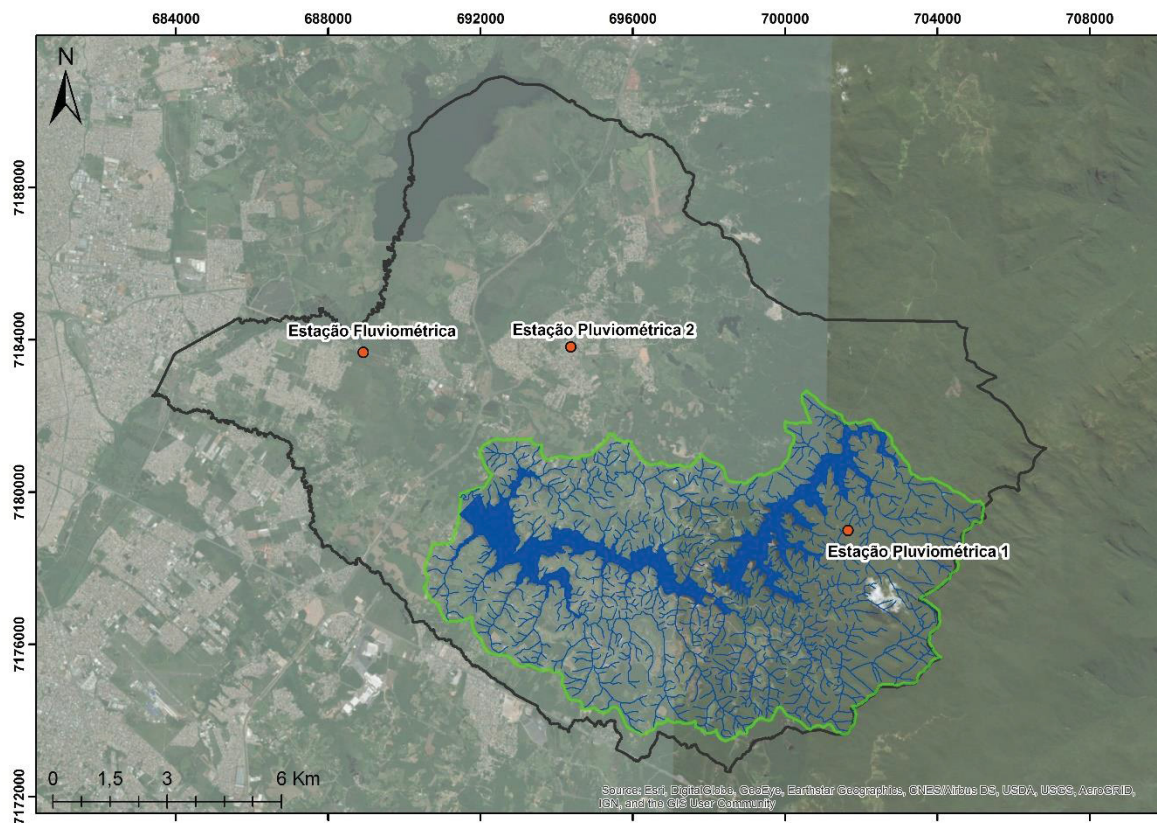 684000 688000 692000 696000 700000 704000 708000
N
7188000
7184000
7180000
7176000
7172000
Estação Fluviométrica
Estação Pluviométrica 2
Estação Pluviométrica 1
0 1,5 3 6 Km
Source: Esri, DigitalGlobe, GeoEye, Earthstar Geographics, CNES/Airbus DS, USDA, USGS, AeroGRID,
IGN, and the GIS User Community